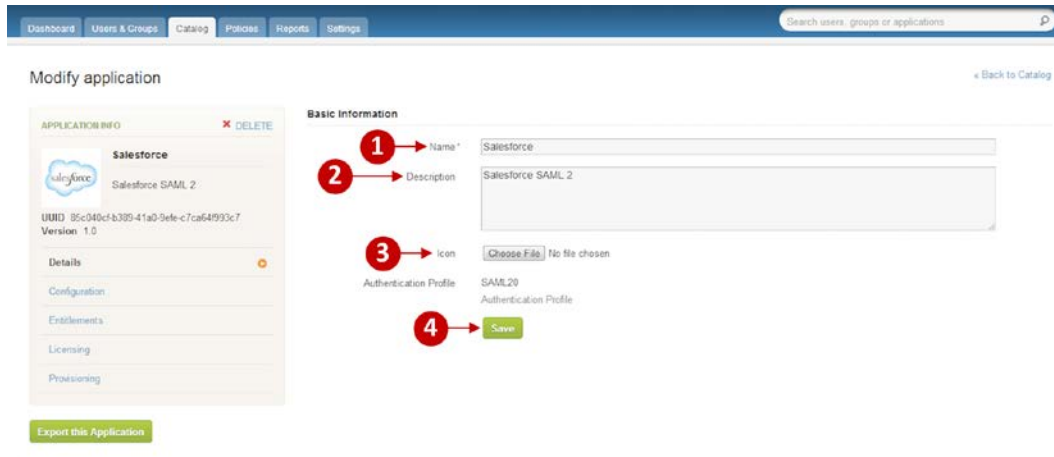 Dashboard Users & Groups Catalog Policies Reports Settings
Search users, groups or applications
Modify application
« Back to Catalog
APPLICATION INFO ✖ DELETE
salesforce
Salesforce
Salesforce SAML 2
UUID 85c040cf-b389-41a0-9efe-c7ca64f993c7
Version 1.0
Details
Configuration
Entitlements
Licensing
Provisioning
Export this Application
Basic Information
1 Name* Salesforce
2 Description Salesforce SAML 2
3 Icon Choose File No file chosen
Authentication Profile SAML20
Authentication Profile
4 Save